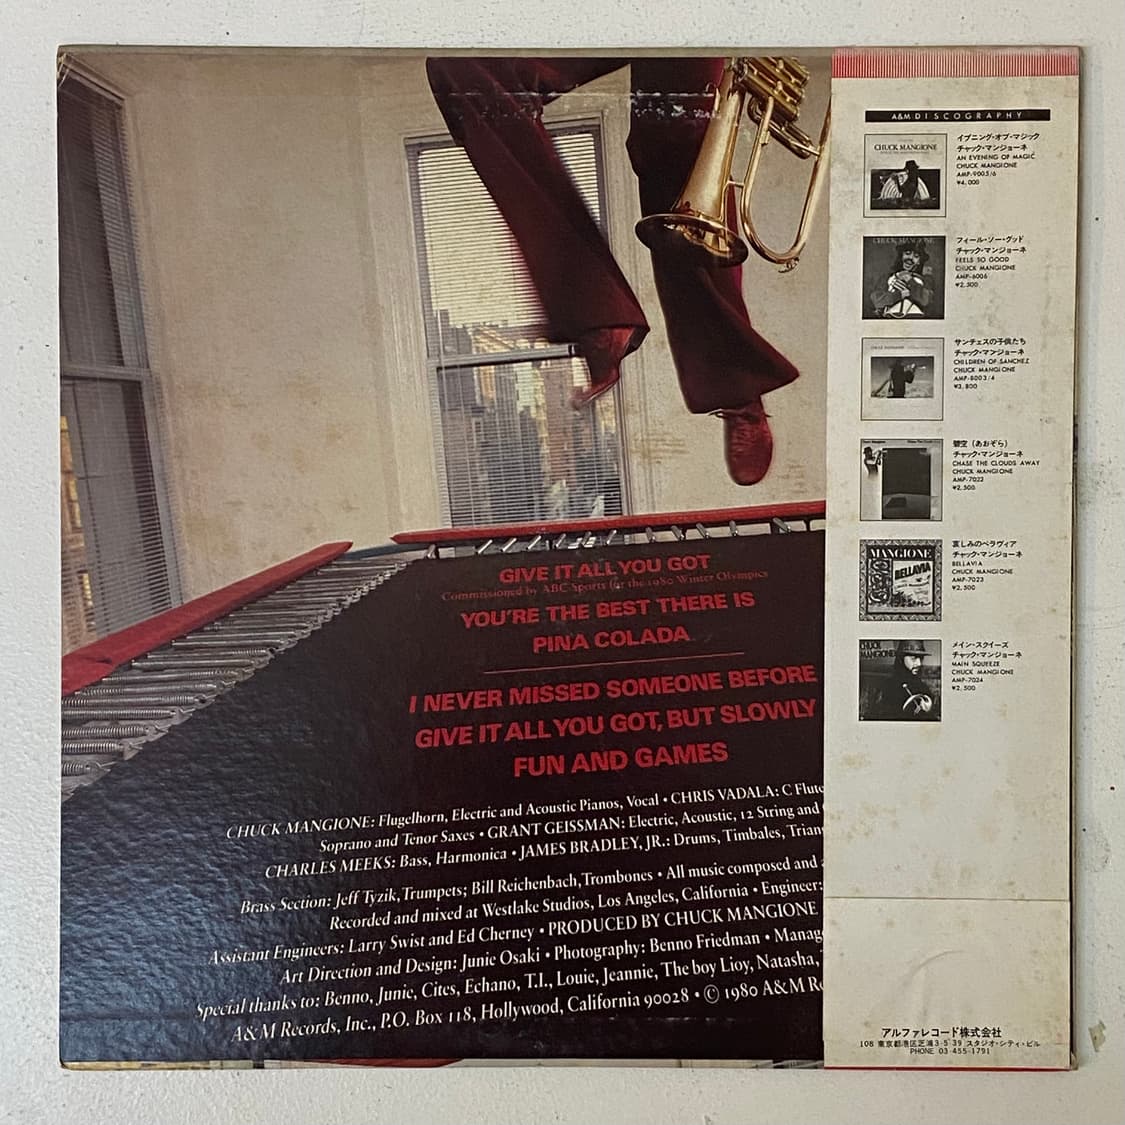 GIVE IT ALL YOU GOT
Commissioned by ABC Sports for the 1980 Winter Olympics
YOU'RE THE BEST THERE IS
PINA COLADA
I NEVER MISSED SOMEONE BEFORE
GIVE IT ALL YOU GOT, BUT SLOWLY
FUN AND GAMES
CHUCK MANGIONE: Flugelhorn, Electric and Acoustic Pianos, Vocal • CHRIS VADALA: C Flute
Soprano and Tenor Saxes • GRANT GEISSMAN: Electric, Acoustic, 12 String and
CHARLES MEEKS: Bass, Harmonica • JAMES BRADLEY, JR.: Drums, Timbales, Trian
Brass Section: Jeff Tyzik, Trumpets; Bill Reichenbach, Trombones • All music composed and
Recorded and mixed at Westlake Studios, Los Angeles, California • Engineer:
Assistant Engineers: Larry Swist and Ed Cherney • PRODUCED BY CHUCK MANGIONE
Art Direction and Design: Junie Osaki • Photography: Benno Friedman • Manag
Special thanks to: Benno, Junie, Cites, Echano, T.I., Louie, Jeannie, The boy Lioy, Natasha,
A&M Records, Inc., P.O. Box 118, Hollywood, California 90028 • © 1980 A&M Re
A&M DISCOGRAPHY
CHUCK MANGIONE
イブニング・オブ・マジック
チャック・マンジョーネ
AN EVENING OF MAGIC
CHUCK MANGIONE
AMP-9005/6
¥4,000
CHUCK MANGIONE
フィール・ソー・グッド
チャック・マンジョーネ
FEELS SO GOOD
CHUCK MANGIONE
AMP-6006
¥2,500
サンチェスの子供たち
チャック・マンジョーネ
CHILDREN OF SANCHEZ
CHUCK MANGIONE
AMP-8003/4
¥3,800
碧空（あおぞら）
チャック・マンジョーネ
CHASE THE CLOUDS AWAY
CHUCK MANGIONE
AMP-7022
¥2,500
MANGIONE
BELLAVIA
哀しみのベラヴィア
チャック・マンジョーネ
BELLAVIA
CHUCK MANGIONE
AMP-7023
¥2,500
CHUCK
MANGIONE
メイン・スクイーズ
チャック・マンジョーネ
MAIN SQUEEZE
CHUCK MANGIONE
AMP-7024
¥2,500
アルファレコード株式会社
108 東京都港区芝浦3-5-39 スタジオ・シティ・ビル
PHONE 03-455-1791